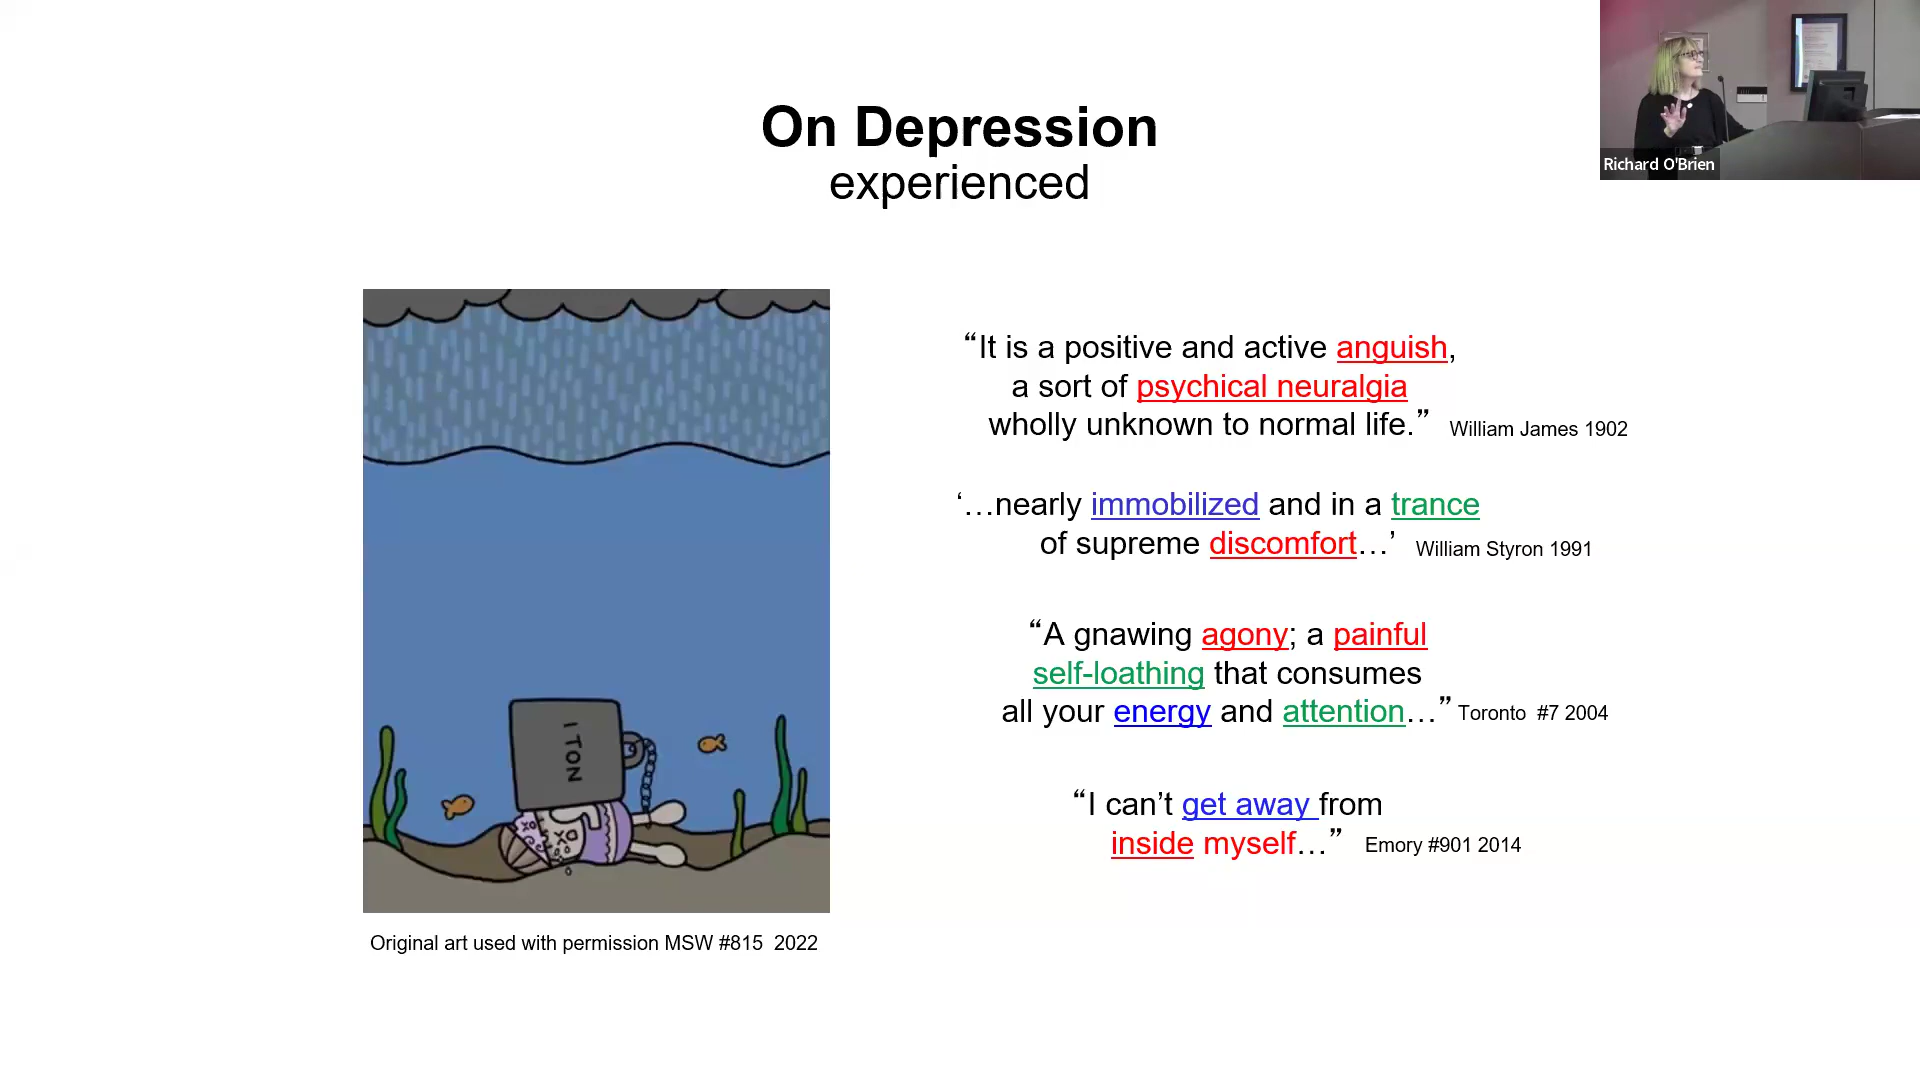 Richard O'Brien
On Depression
experienced
“It is a positive and active anguish,
a sort of psychical neuralgia
wholly unknown to normal life.” William James 1902
‘…nearly immobilized and in a trance
of supreme discomfort…’ William Styron 1991
“A gnawing agony; a painful
self-loathing that consumes
all your energy and attention…” Toronto #7 2004
“I can’t get away from
inside myself…” Emory #901 2014
1 TON
Original art used with permission MSW #815 2022